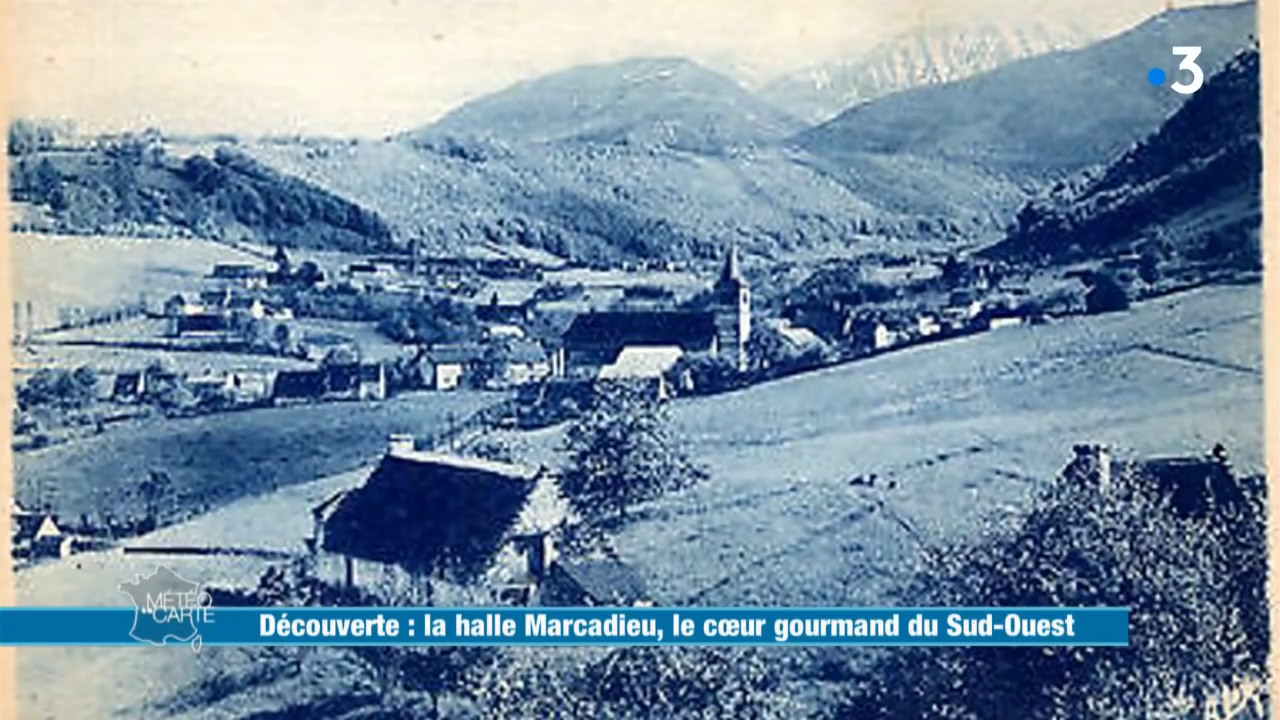 3
MÉTÉO
à la CARTE
Découverte : la halle Marcadieu, le cœur gourmand du Sud-Ouest